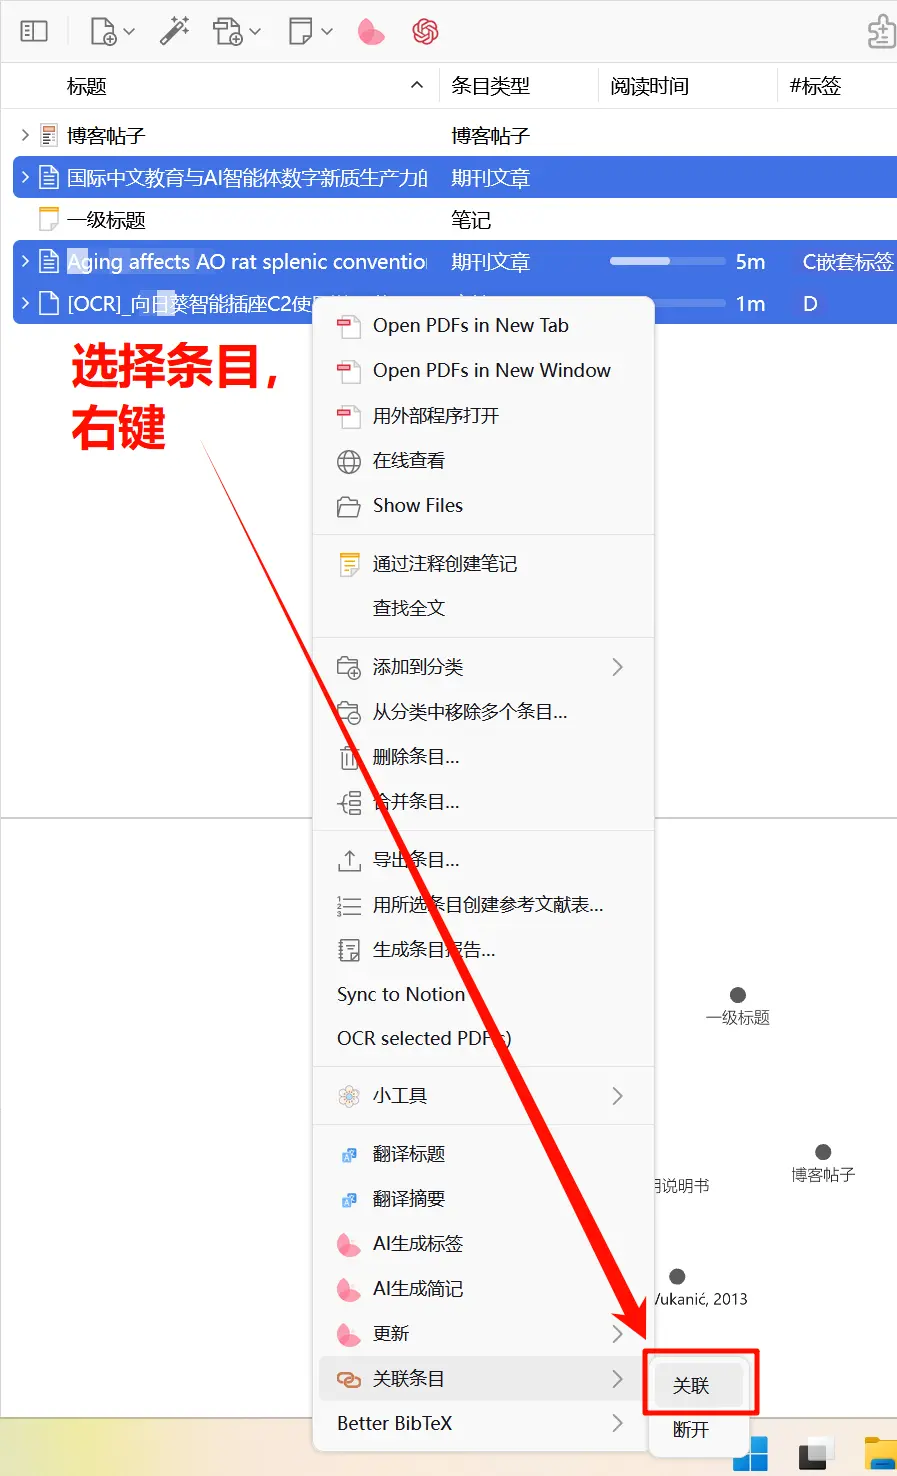 标题 条目类型 阅读时间 #标签
博客帖子 博客帖子
国际中文教育与AI智能体数字新质生产力的 期刊文章
一级标题 笔记
Aging affects AO rat splenic conventio 期刊文章 5m C嵌套标签
[OCR]_向日葵智能插座C2使 1m D
选择条目，
右键
Open PDFs in New Tab
Open PDFs in New Window
用外部程序打开
在线查看
Show Files
通过注释创建笔记
查找全文
添加到分类
从分类中移除多个条目...
删除条目...
合并条目...
导出条目...
用所选条目创建参考文献表...
生成条目报告...
Sync to Notion
OCR selected PDF(s)
小工具
翻译标题
翻译摘要
AI生成标签
AI生成简记
更新
关联条目
Better BibTeX
关联
断开
一级标题
博客帖子
明说明书
Vukanić, 2013